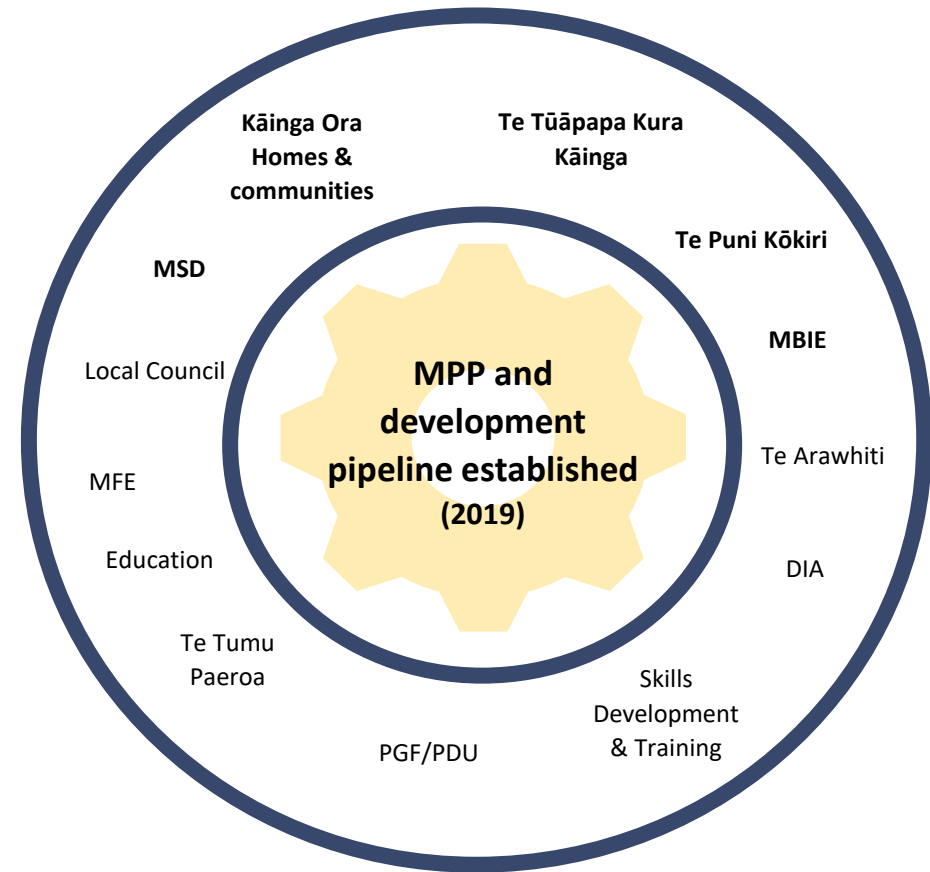 Kāinga Ora
Homes &
communities
Te Tūāpapa Kura
Kāinga
Te Puni Kōkiri
MSD
MBIE
Local Council
MPP and
development
pipeline established
(2019)
Te Arawhiti
MFE
Education
DIA
Te Tumu
Paeroa
Skills
Development
& Training
PGF/PDU